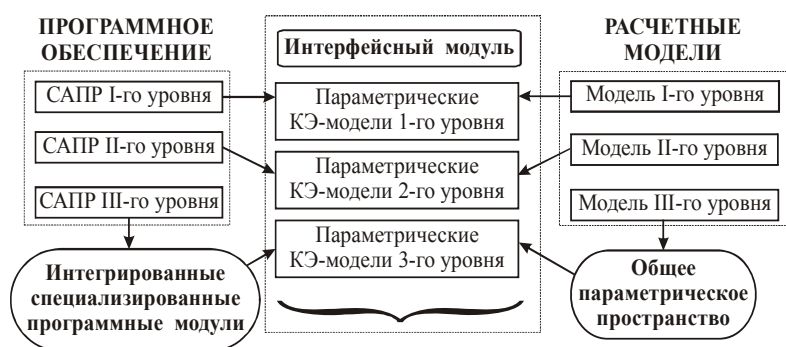 ПРОГРАММНОЕ
ОБЕСПЕЧЕНИЕ
САПР I-го уровня
САПР II-го уровня
САПР III-го уровня
Интегрированные
специализированные
программные модули
Интерфейсный модуль
Параметрические
КЭ-модели 1-го уровня
Параметрические
КЭ-модели 2-го уровня
Параметрические
КЭ-модели 3-го уровня
РАСЧЕТНЫЕ
МОДЕЛИ
Модель I-го уровня
Модель II-го уровня
Модель III-го уровня
Общее
параметрическое
пространство